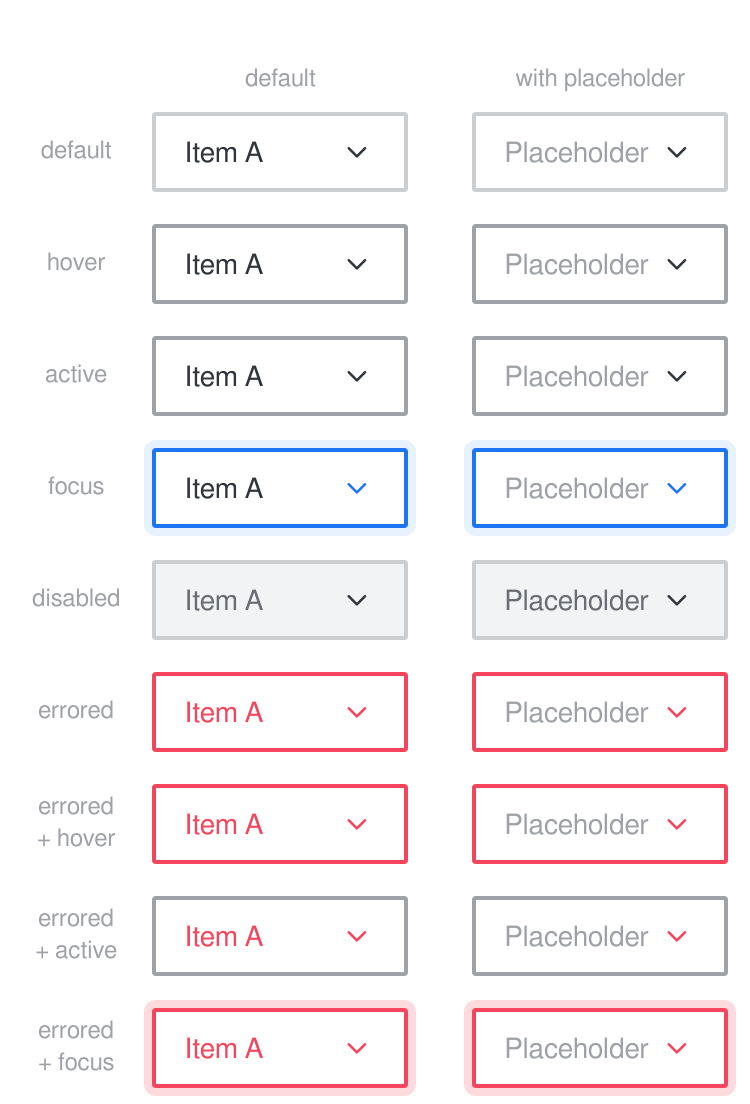 default with placeholder
default Item A Placeholder
hover Item A Placeholder
active Item A Placeholder
focus Item A Placeholder
disabled Item A Placeholder
errored Item A Placeholder
errored
+ hover Item A Placeholder
errored
+ active Item A Placeholder
errored
+ focus Item A Placeholder